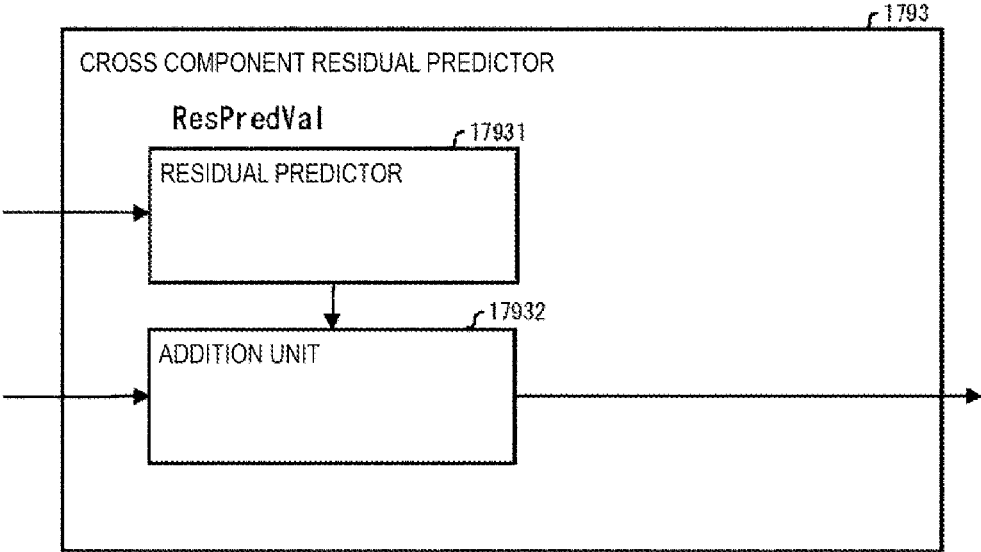 1793
CROSS COMPONENT RESIDUAL PREDICTOR
ResPredVal
17931
RESIDUAL PREDICTOR
17932
ADDITION UNIT